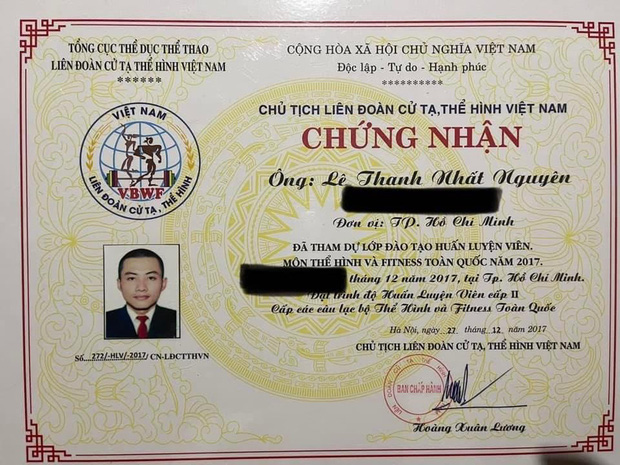 TỔNG CỤC THỂ DỤC THỂ THAO
LIÊN ĐOÀN CỬ TẠ THỂ HÌNH VIỆT NAM
******
CỘNG HÒA XÃ HỘI CHỦ NGHĨA VIỆT NAM
Độc lập - Tự do - Hạnh phúc
**********
VIỆT NAM
VBWF
LIÊN ĐOÀN CỬ TẠ, THỂ HÌNH
CHỦ TỊCH LIÊN ĐOÀN CỬ TẠ,THỂ HÌNH VIỆT NAM
CHỨNG NHẬN
Ông: Lê Thanh Nhất Nguyên
Đơn vị: TP. Hồ Chi Minh
ĐÃ THAM DỰ LỚP ĐÀO TẠO HUẤN LUYỆN VIÊN.
MÔN THỂ HÌNH VÀ FITNESS TOÀN QUỐC NĂM 2017.
tháng 12 năm 2017, tại Tp. Hồ Chí Minh.
Đạt trình độ Huấn Luyện Viên cấp II
Cấp các câu lạc bộ Thể Hình và Fitness Toàn Quốc
Hà Nội, ngày 27 tháng 12 năm 2017
CHỦ TỊCH LIÊN ĐOÀN CỬ TẠ, THỂ HÌNH VIỆT NAM
BAN CHẤP HÀNH
Hoàng Xuân Lương
Số 272/-HLV/-2017/ CN-LĐCTTHVN